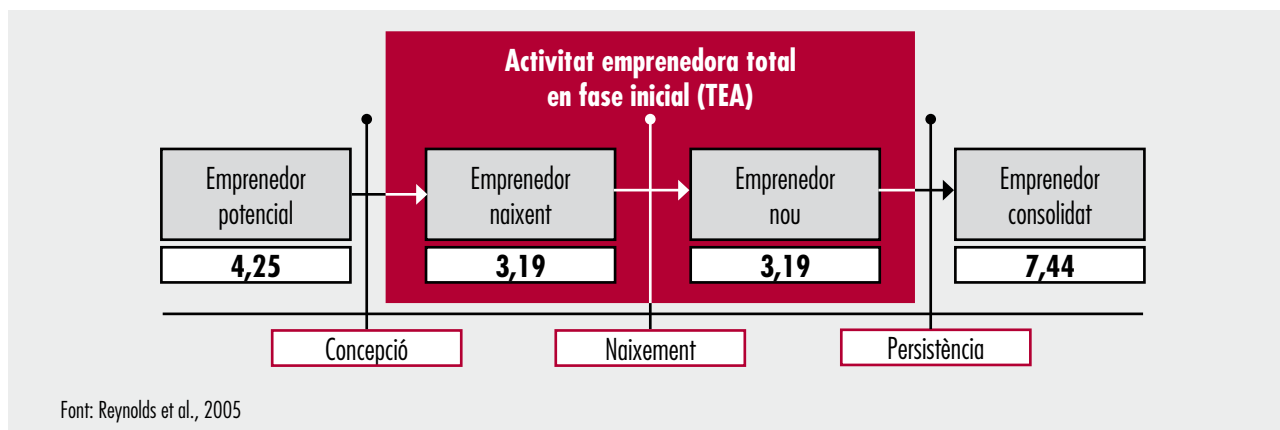 Activitat emprenedora total
en fase inicial (TEA)
Emprenedor
potencial
4,25
Emprenedor
naixent
3,19
Emprenedor
nou
3,19
Emprenedor
consolidat
7,44
Concepció
Naixement
Persistència
Font: Reynolds et al., 2005